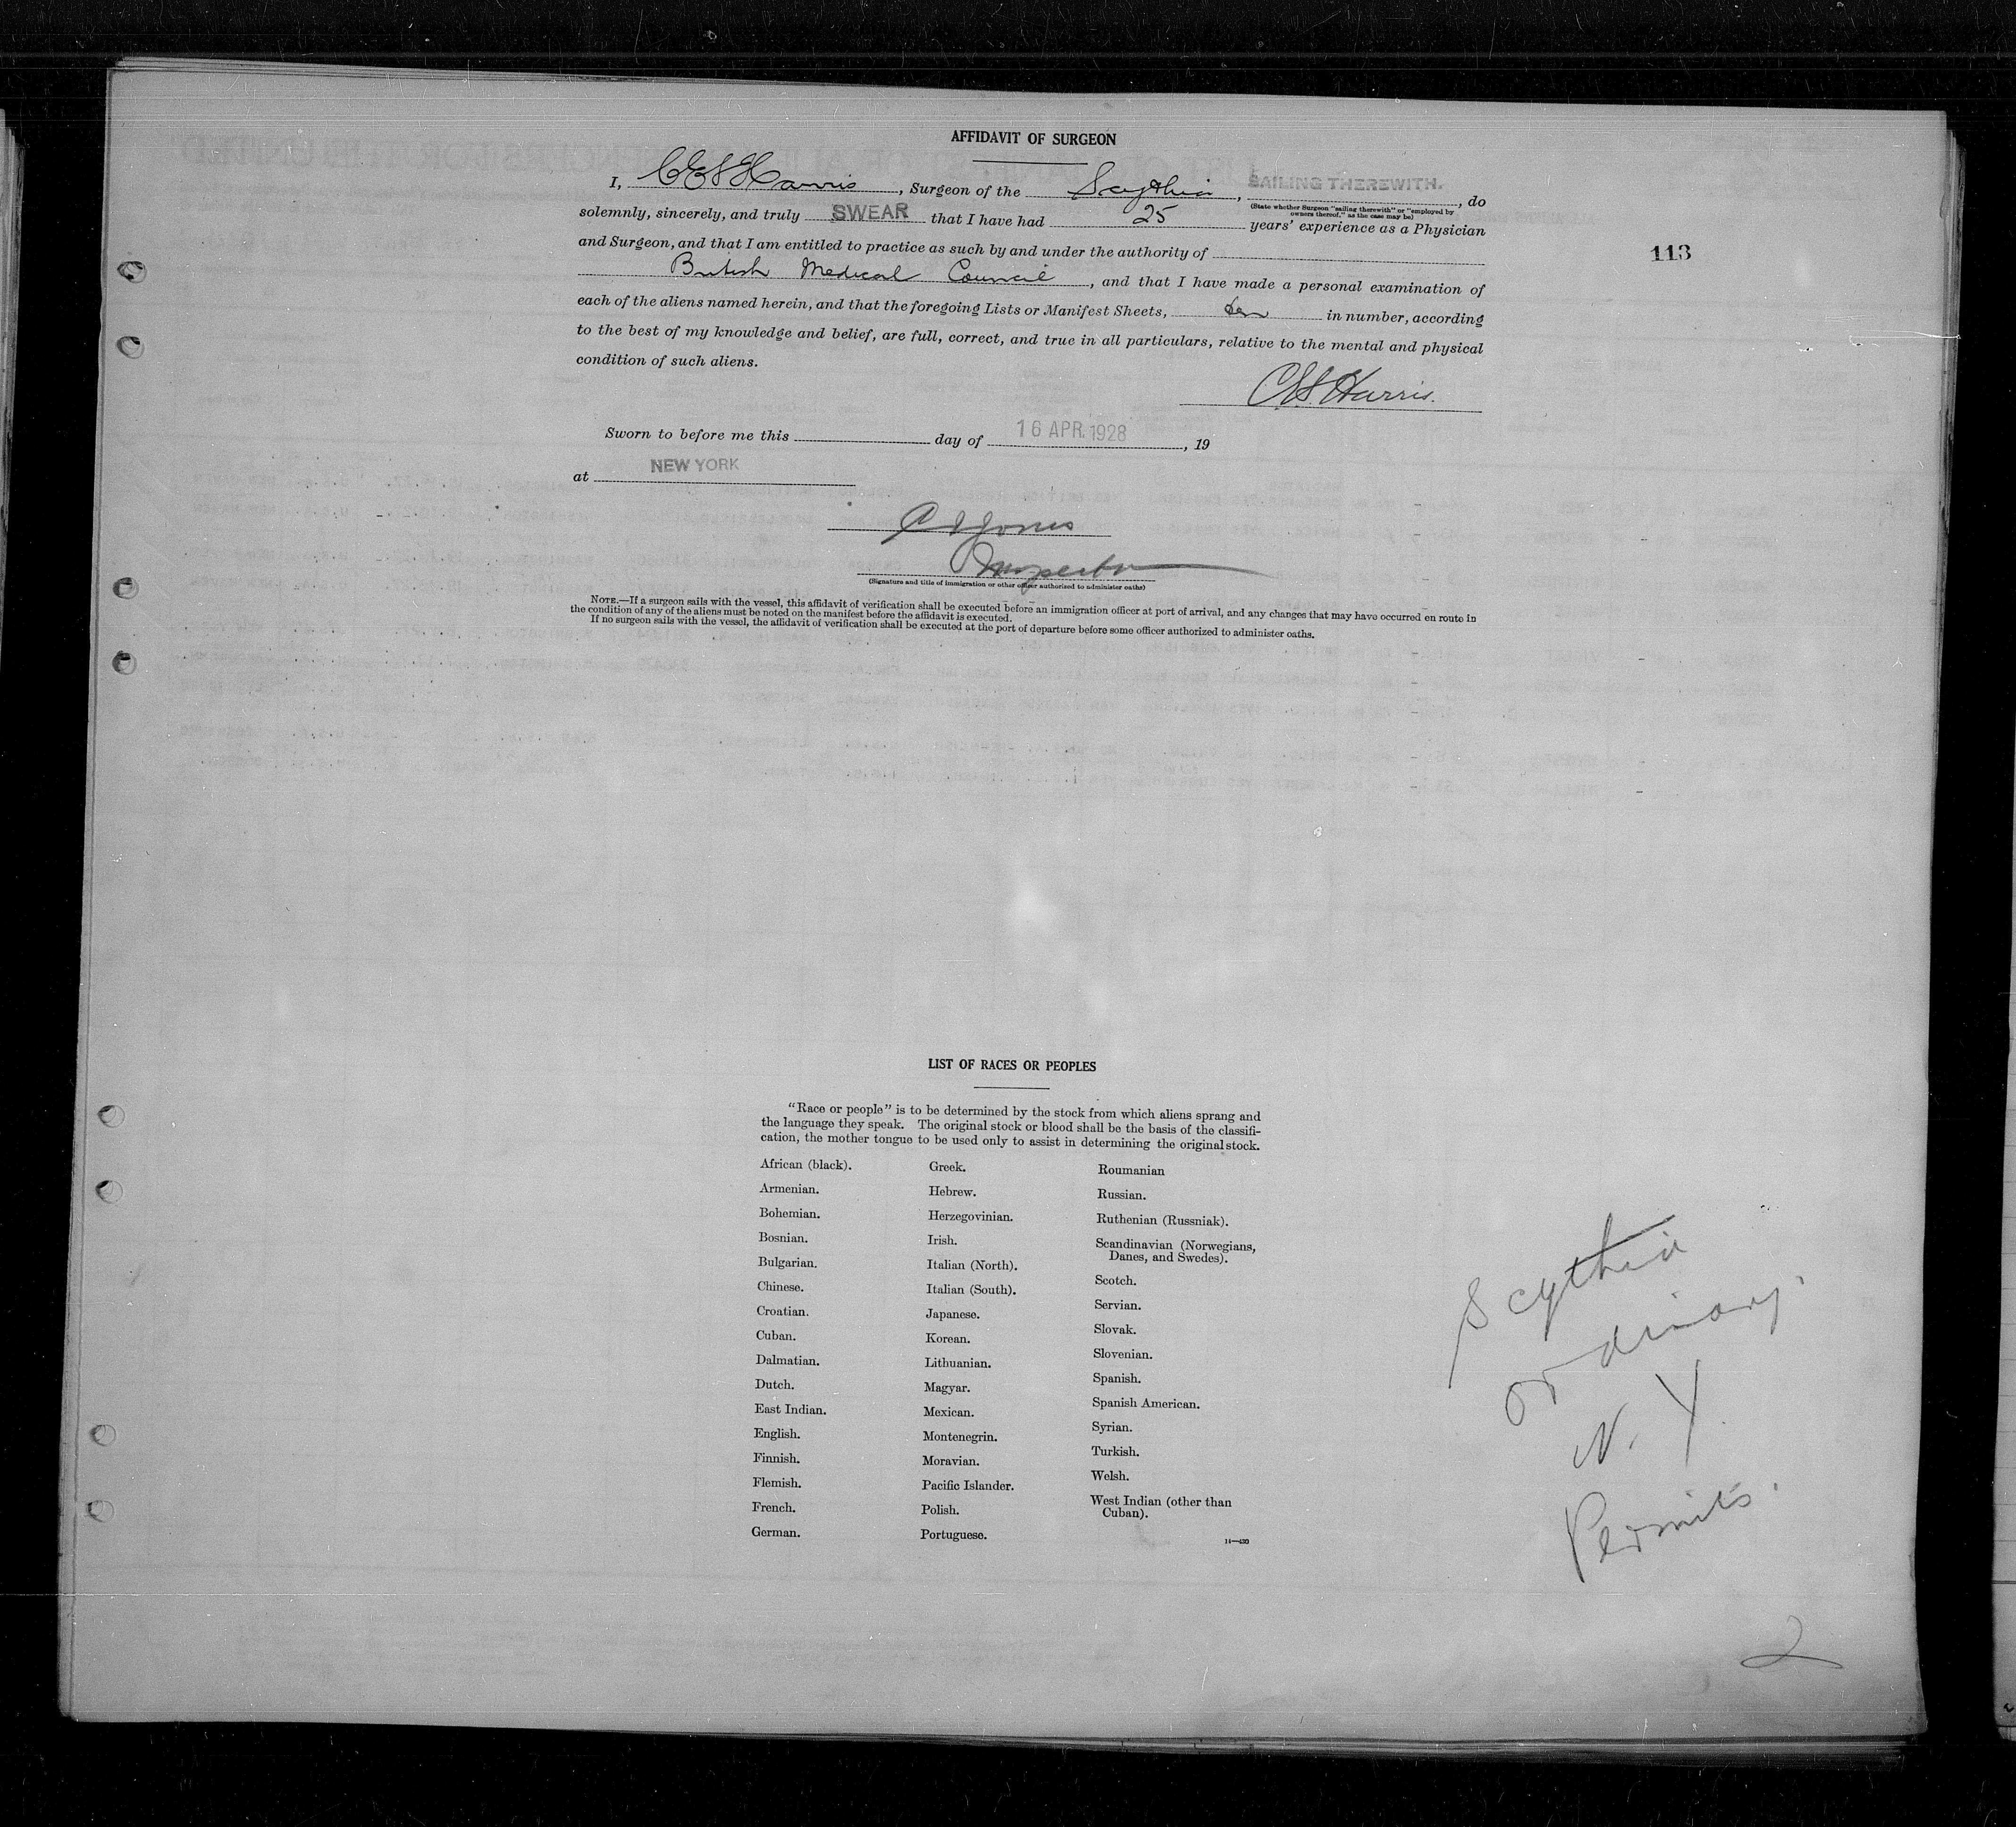 AFFIDAVIT OF SURGEON
I, C E S Harris, Surgeon of the Scythia, SAILING THEREWITH., do
(State whether Surgeon "sailing therewith" or "employed by owners thereof," as the case may be)
solemnly, sincerely, and truly SWEAR that I have had 25 years' experience as a Physician
and Surgeon, and that I am entitled to practice as such by and under the authority of
British Medical Council, and that I have made a personal examination of
each of the aliens named herein, and that the foregoing Lists or Manifest Sheets, ten in number, according
to the best of my knowledge and belief, are full, correct, and true in all particulars, relative to the mental and physical
condition of such aliens.
C E S Harris.
Sworn to before me this day of 16 APR. 1928, 19
at NEW YORK
Jones
Inspector
(Signature and title of immigration or other officer authorized to administer oaths)
NOTE.—If a surgeon sails with the vessel, this affidavit of verification shall be executed before an immigration officer at port of arrival, and any changes that may have occurred en route in
the condition of any of the aliens must be noted on the manifest before the affidavit is executed.
If no surgeon sails with the vessel, the affidavit of verification shall be executed at the port of departure before some officer authorized to administer oaths.
113
LIST OF RACES OR PEOPLES
"Race or people" is to be determined by the stock from which aliens sprang and
the language they speak. The original stock or blood shall be the basis of the classifi-
cation, the mother tongue to be used only to assist in determining the original stock.
African (black).
Armenian.
Bohemian.
Bosnian.
Bulgarian.
Chinese.
Croatian.
Cuban.
Dalmatian.
Dutch.
East Indian.
English.
Finnish.
Flemish.
French.
German.
Greek.
Hebrew.
Herzegovinian.
Irish.
Italian (North).
Italian (South).
Japanese.
Korean.
Lithuanian.
Magyar.
Mexican.
Montenegrin.
Moravian.
Pacific Islander.
Polish.
Portuguese.
Roumanian
Russian.
Ruthenian (Russniak).
Scandinavian (Norwegians,
Danes, and Swedes).
Scotch.
Servian.
Slovak.
Slovenian.
Spanish.
Spanish American.
Syrian.
Turkish.
Welsh.
West Indian (other than
Cuban).
14—430
Scythia
ordinary.
N. Y.
Permits.
2